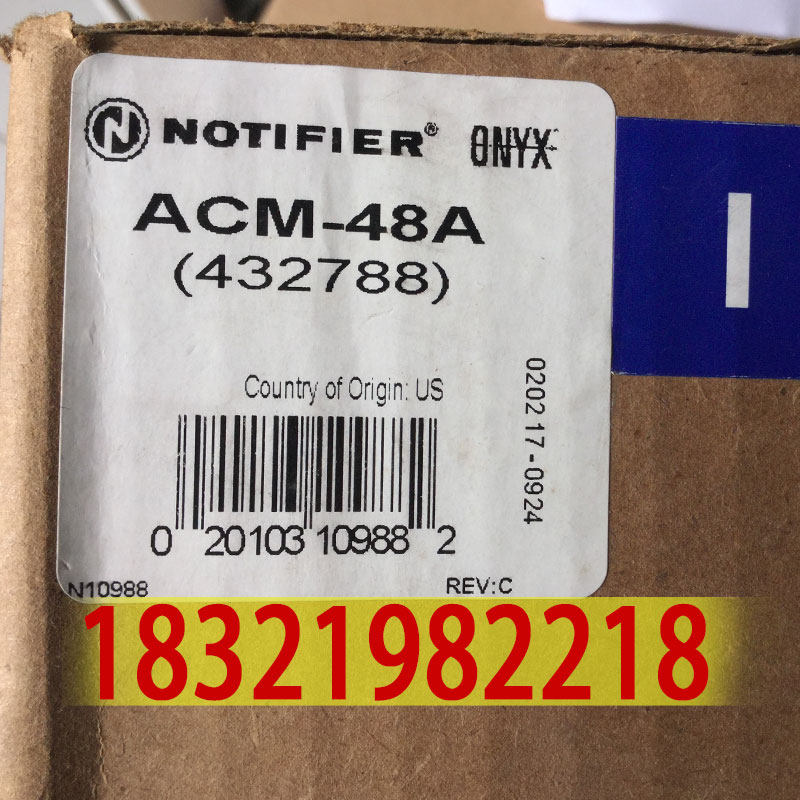 NOTIFIER® ONYX
ACM-48A
(432788)
Country of Origin: US
020217-0924
0 20103 10988 2
N10988 REV:C
18321982218